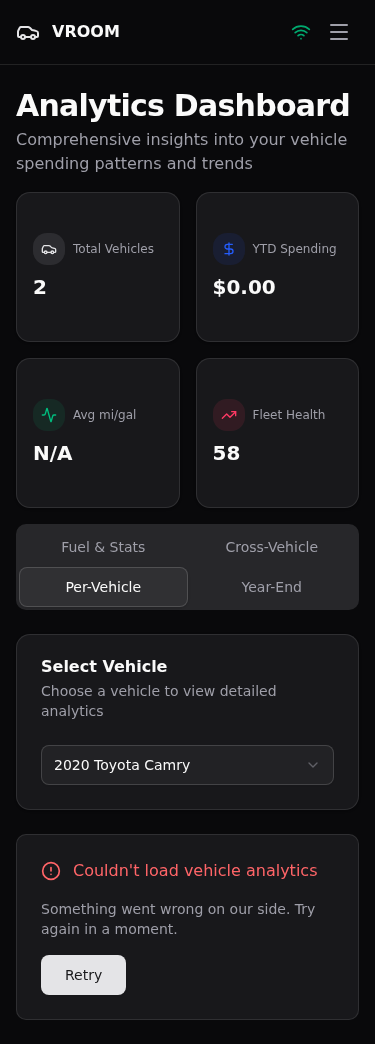 VROOM
Analytics Dashboard
Comprehensive insights into your vehicle
spending patterns and trends
Total Vehicles
2
YTD Spending
$0.00
Avg mi/gal
N/A
Fleet Health
58
Fuel & Stats
Cross-Vehicle
Per-Vehicle
Year-End
Select Vehicle
Choose a vehicle to view detailed
analytics
2020 Toyota Camry
Couldn't load vehicle analytics
Something went wrong on our side. Try
again in a moment.
Retry